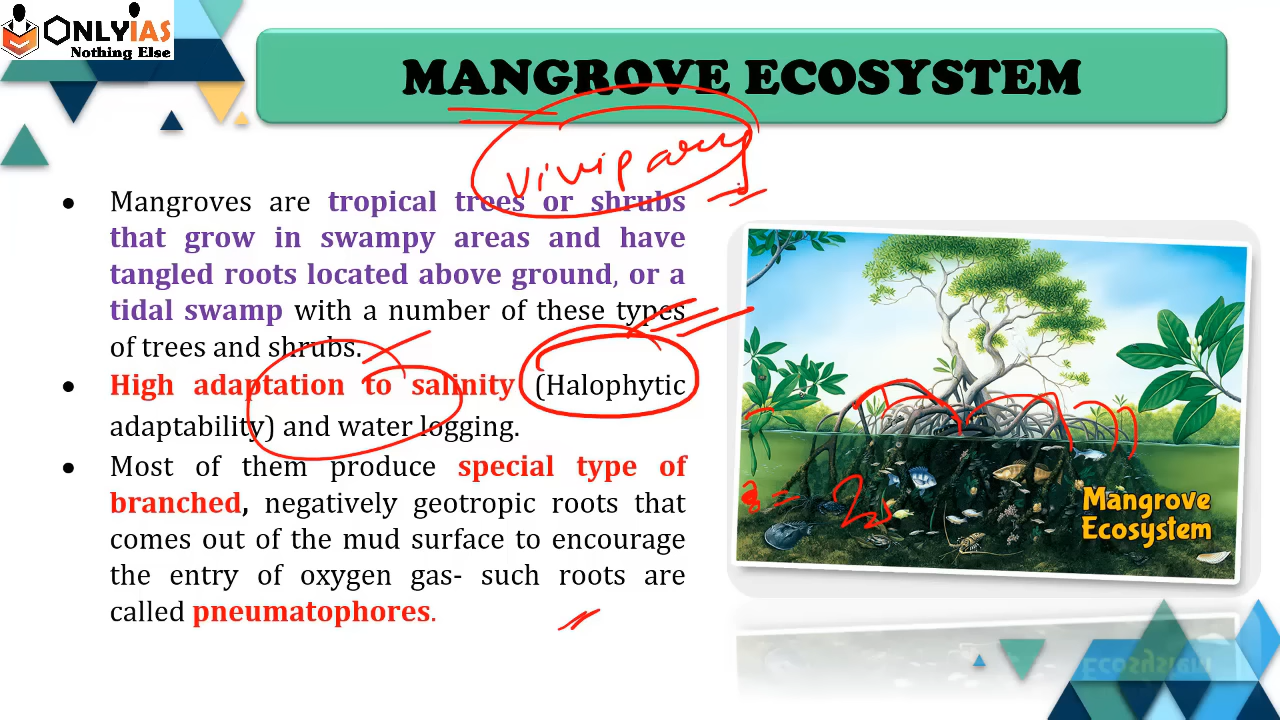 ONLYIAS
Nothing Else
MANGROVE ECOSYSTEM
vivipary
• Mangroves are tropical trees or shrubs
that grow in swampy areas and have
tangled roots located above ground, or a
tidal swamp with a number of these types
of trees and shrubs.
• High adaptation to salinity (Halophytic
adaptability) and water logging.
• Most of them produce special type of
branched, negatively geotropic roots that
comes out of the mud surface to encourage
the entry of oxygen gas- such roots are
called pneumatophores.
Mangrove
Ecosystem